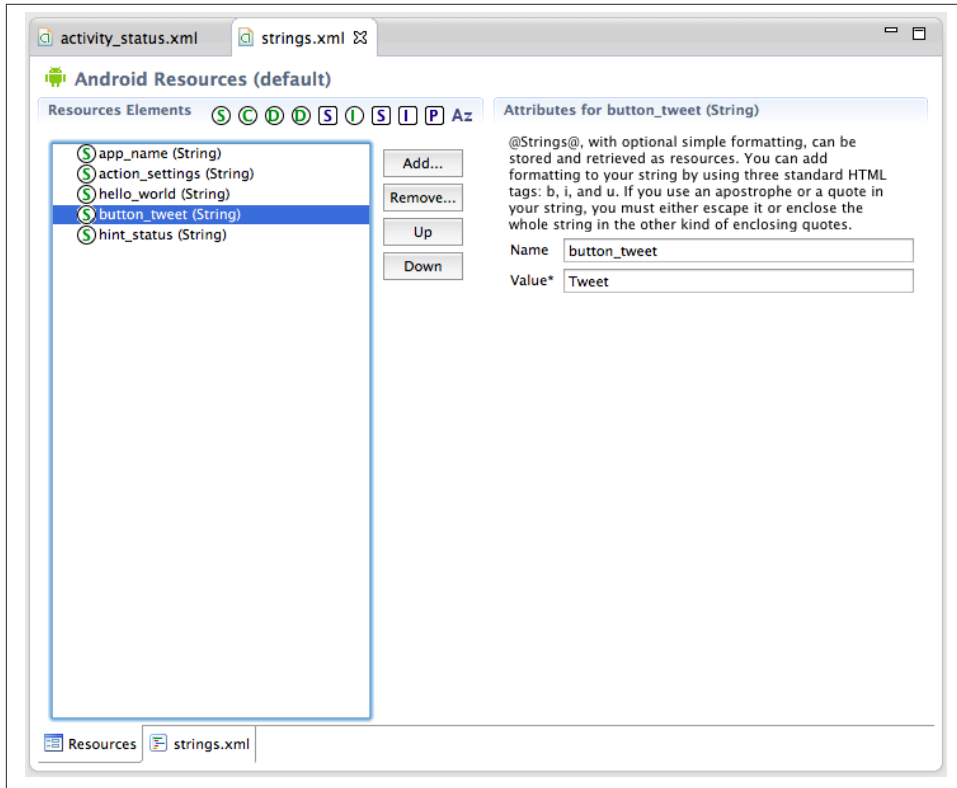 activity_status.xml
strings.xml
Android Resources (default)
Resources Elements
S C D D S I S I P Az
app_name (String)
action_settings (String)
hello_world (String)
button_tweet (String)
hint_status (String)
Add...
Remove...
Up
Down
Attributes for button_tweet (String)
@Strings@, with optional simple formatting, can be
stored and retrieved as resources. You can add
formatting to your string by using three standard HTML
tags: b, i, and u. If you use an apostrophe or a quote in
your string, you must either escape it or enclose the
whole string in the other kind of enclosing quotes.
Name button_tweet
Value* Tweet
Resources
strings.xml